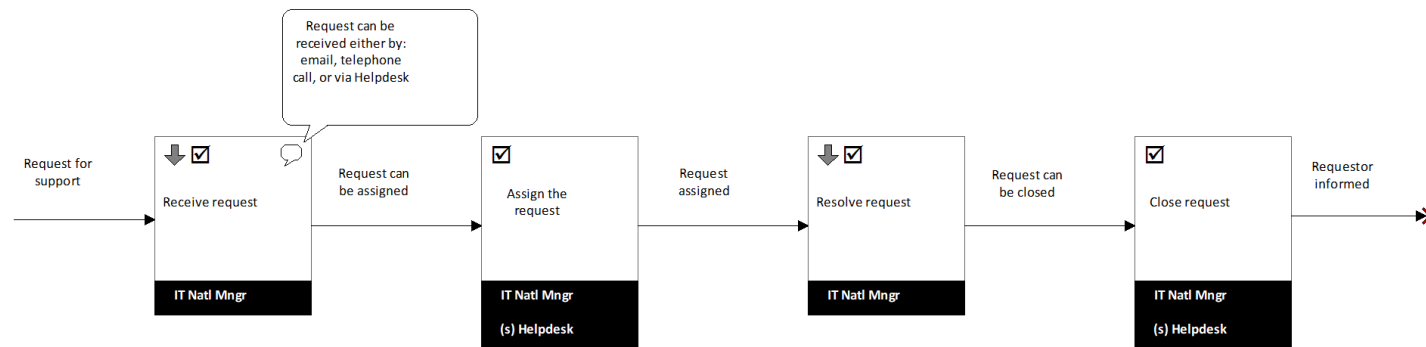 Request can be
received either by:
email, telephone
call, or via Helpdesk
Request for
support
Receive request
IT Natl Mngr
Request can
be assigned
Assign the
request
IT Natl Mngr
(s) Helpdesk
Request
assigned
Resolve request
IT Natl Mngr
Request can
be closed
Close request
IT Natl Mngr
(s) Helpdesk
Requestor
informed